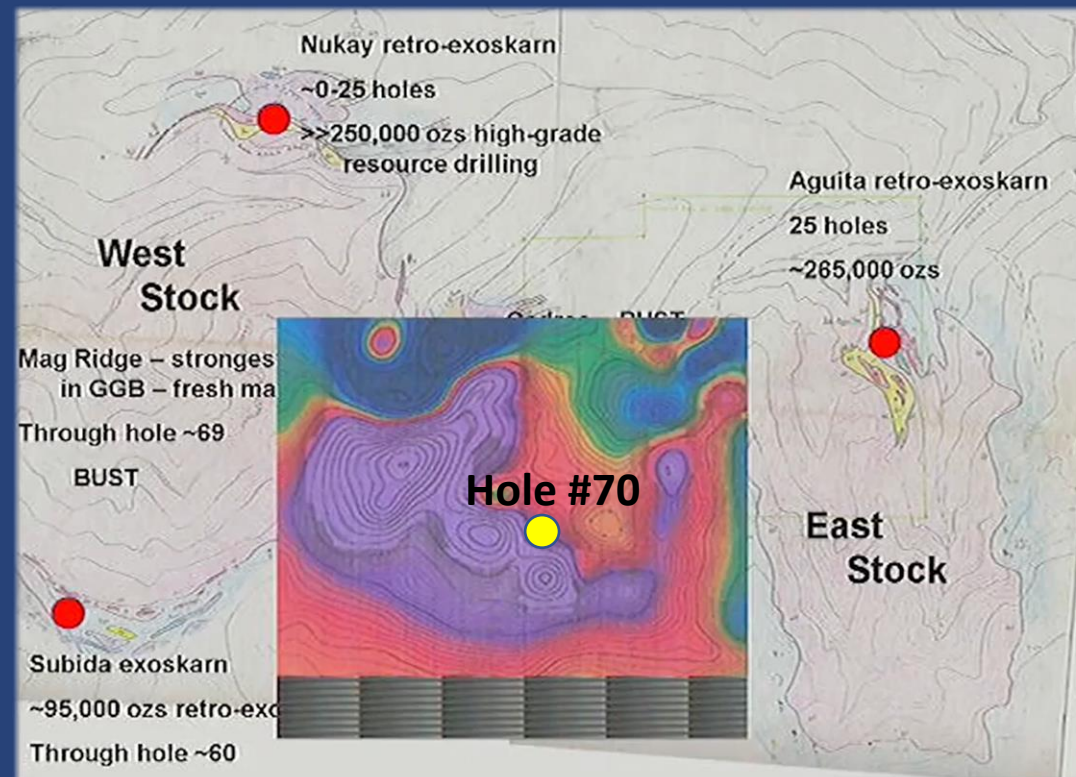 Nukay retro-exoskarn
~0-25 holes
>>250,000 ozs high-grade
resource drilling
Aguita retro-exoskarn
25 holes
~265,000 ozs
West
Stock
BUST
Mag Ridge – stronges
in GGB – fresh ma
Through hole ~69
BUST
Hole #70
East
Stock
Subida exoskarn
~95,000 ozs retro-exo
Through hole ~60